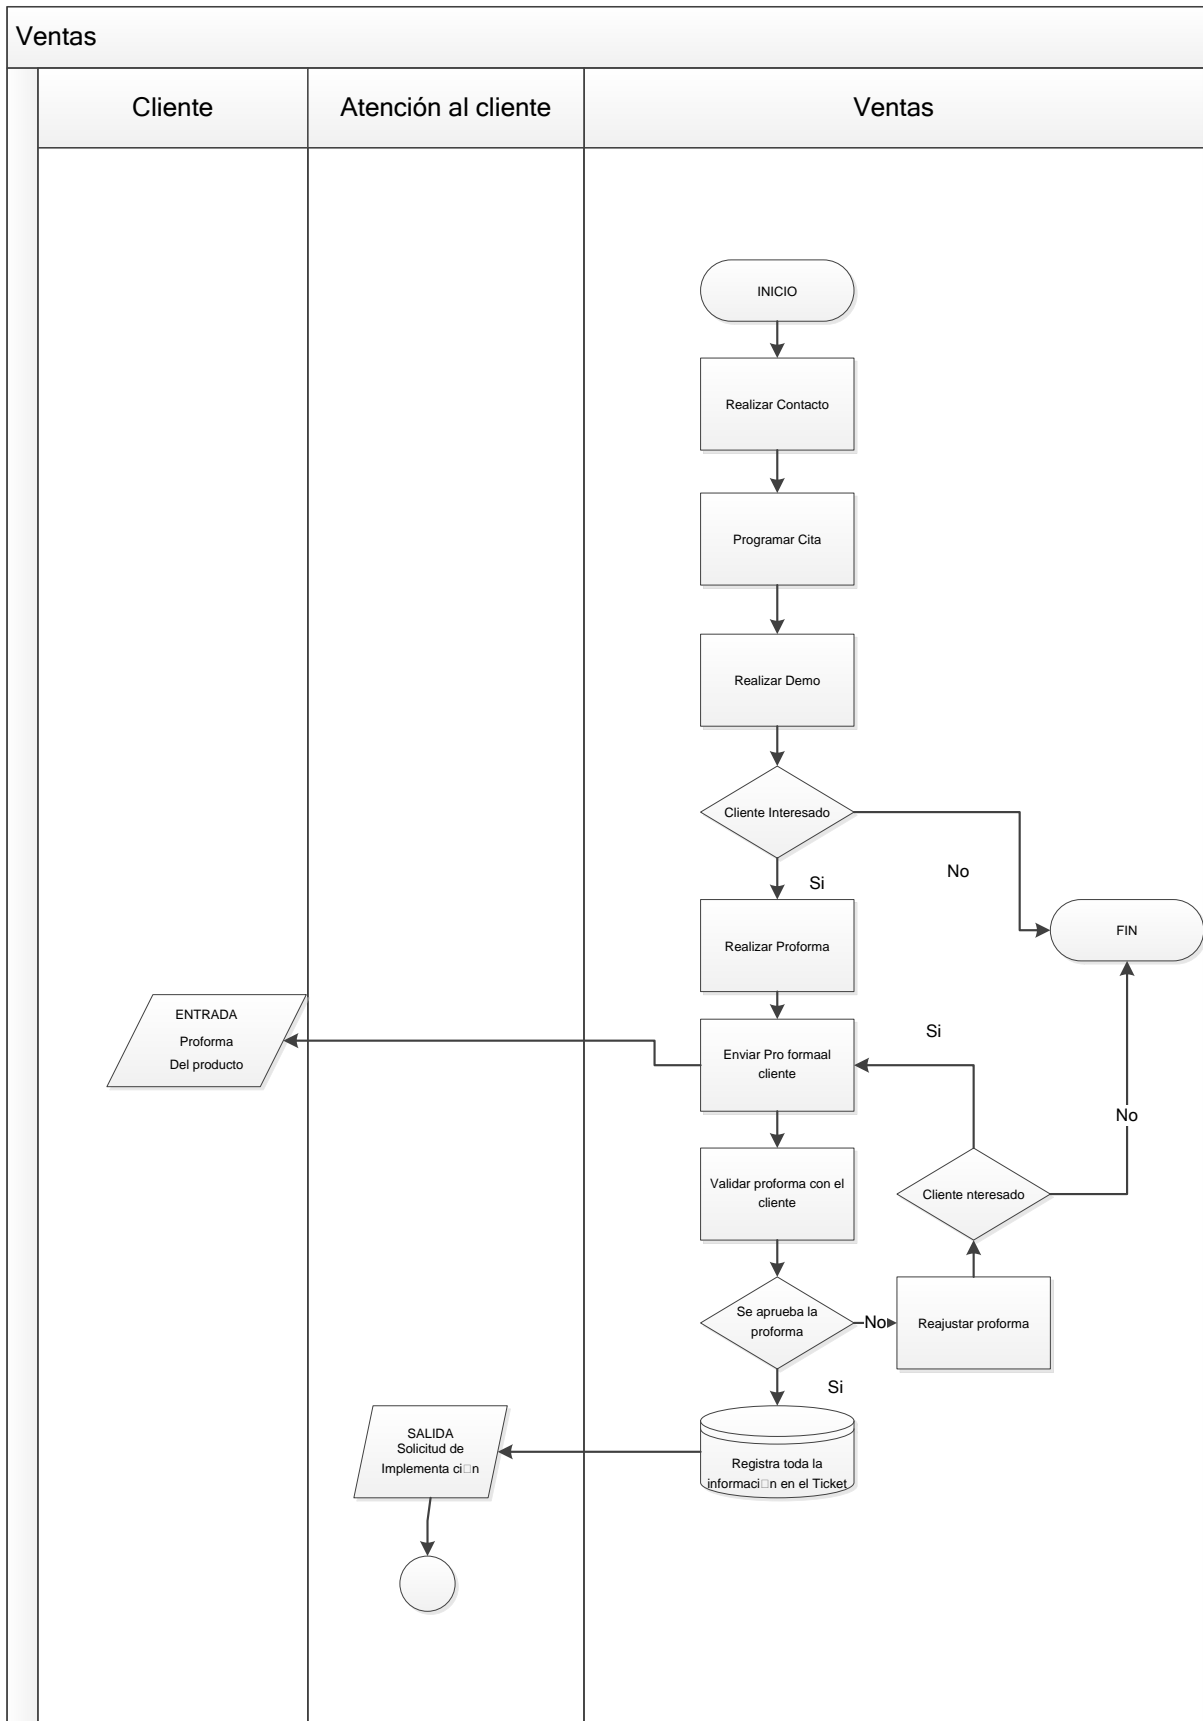 Ventas
Cliente
Atención al cliente
Ventas
INICIO
Realizar Contacto
Programar Cita
Realizar Demo
Cliente Interesado
No
Si
Realizar Proforma
FIN
ENTRADA
Proforma
Del producto
Si
Enviar Pro formaal
cliente
No
Validar proforma con el
cliente
Cliente nteresado
Se aprueba la
proforma
No
Reajustar proforma
Si
SALIDA
Solicitud de
Implementa ci□n
Registra toda la
informaci□n en el Ticket